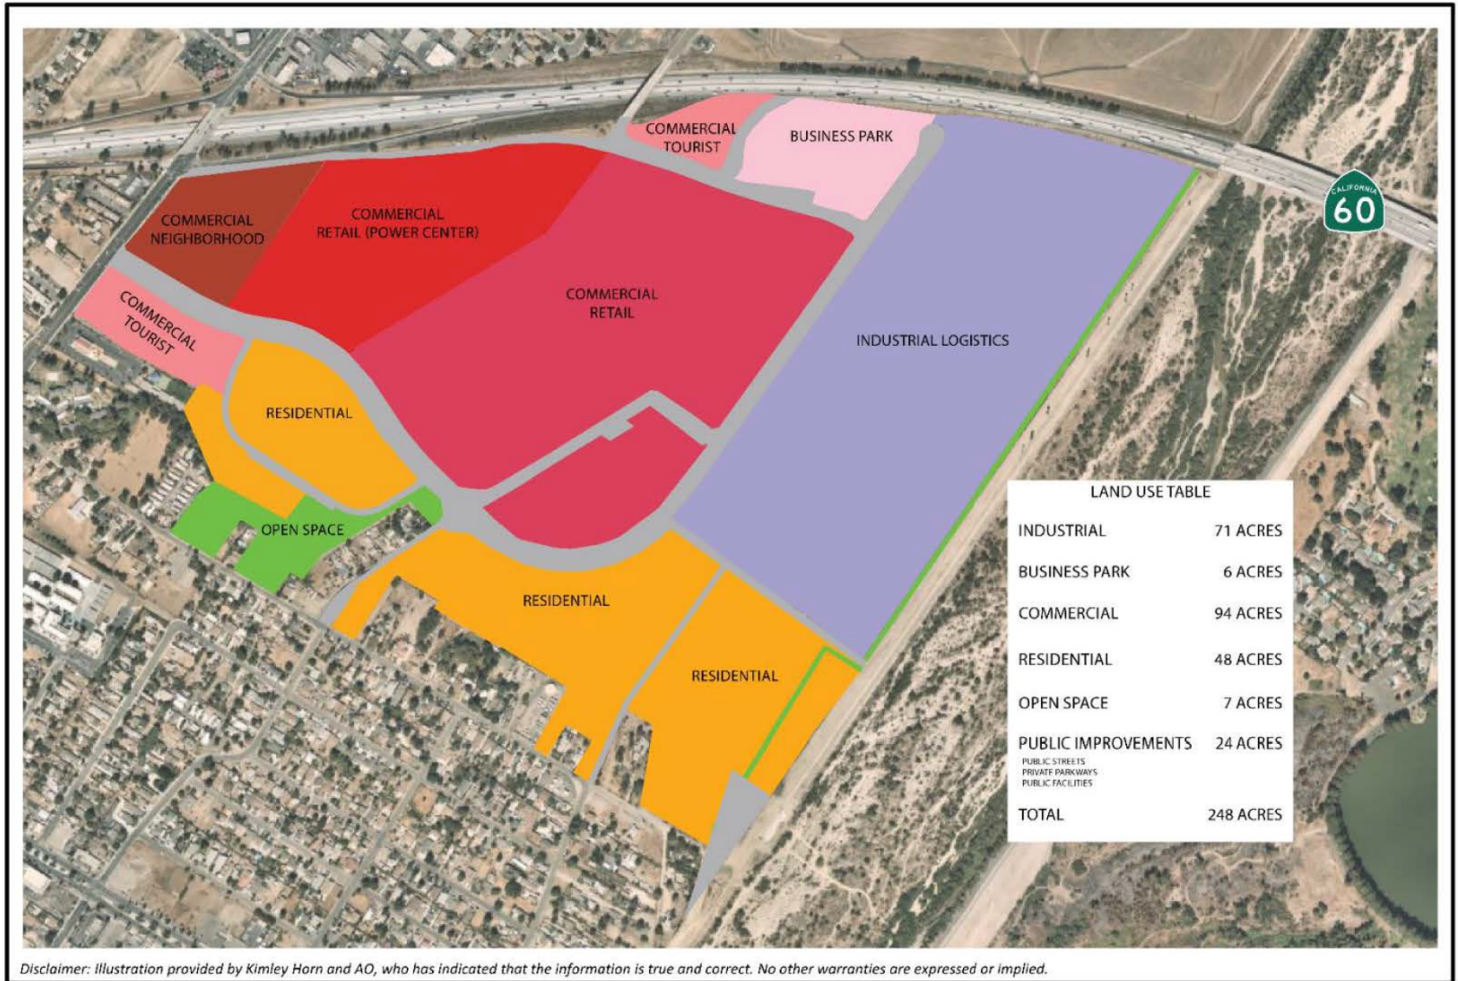 COMMERCIAL
TOURIST
BUSINESS PARK
COMMERCIAL
NEIGHBORHOOD
COMMERCIAL
RETAIL (POWER CENTER)
CALIFORNIA
60
COMMERCIAL
TOURIST
COMMERCIAL
RETAIL
INDUSTRIAL LOGISTICS
RESIDENTIAL
OPEN SPACE
RESIDENTIAL
RESIDENTIAL
LAND USE TABLE
INDUSTRIAL 71 ACRES
BUSINESS PARK 6 ACRES
COMMERCIAL 94 ACRES
RESIDENTIAL 48 ACRES
OPEN SPACE 7 ACRES
PUBLIC IMPROVEMENTS 24 ACRES
PUBLIC STREETS
PRIVATE PARKWAYS
PUBLIC FACILITIES
TOTAL 248 ACRES
Disclaimer: Illustration provided by Kimley Horn and AO, who has indicated that the information is true and correct. No other warranties are expressed or implied.